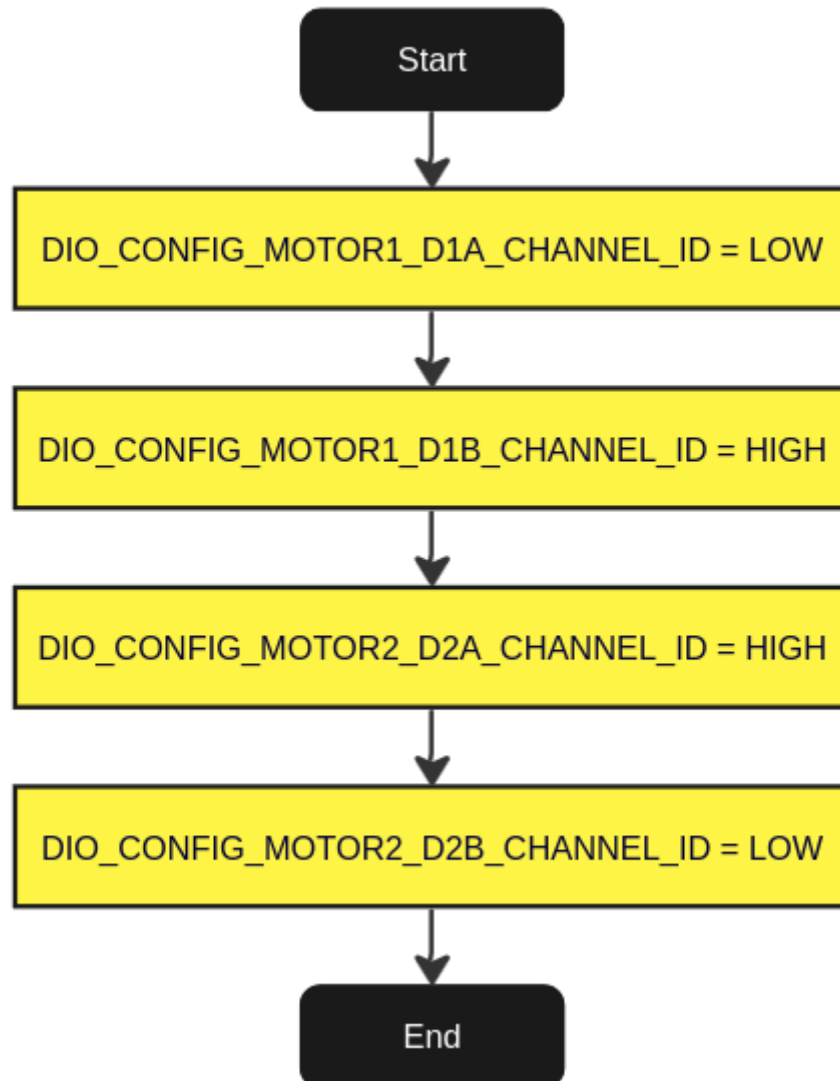 Start
DIO_CONFIG_MOTOR1_D1A_CHANNEL_ID = LOW
DIO_CONFIG_MOTOR1_D1B_CHANNEL_ID = HIGH
DIO_CONFIG_MOTOR2_D2A_CHANNEL_ID = HIGH
DIO_CONFIG_MOTOR2_D2B_CHANNEL_ID = LOW
End